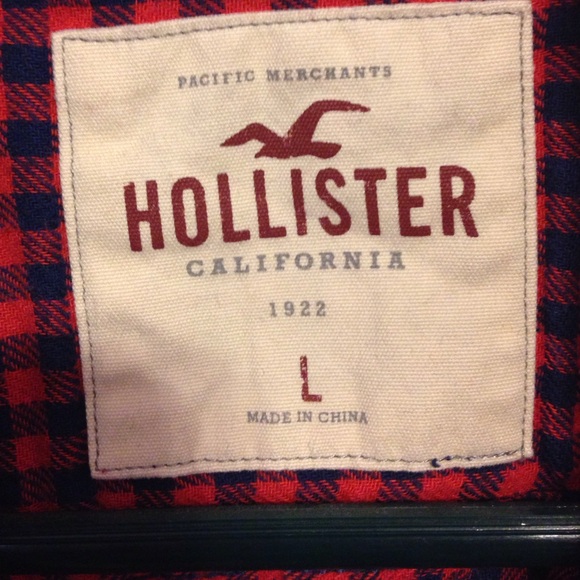 PACIFIC MERCHANTS
HOLLISTER
CALIFORNIA
1922
L
MADE IN CHINA